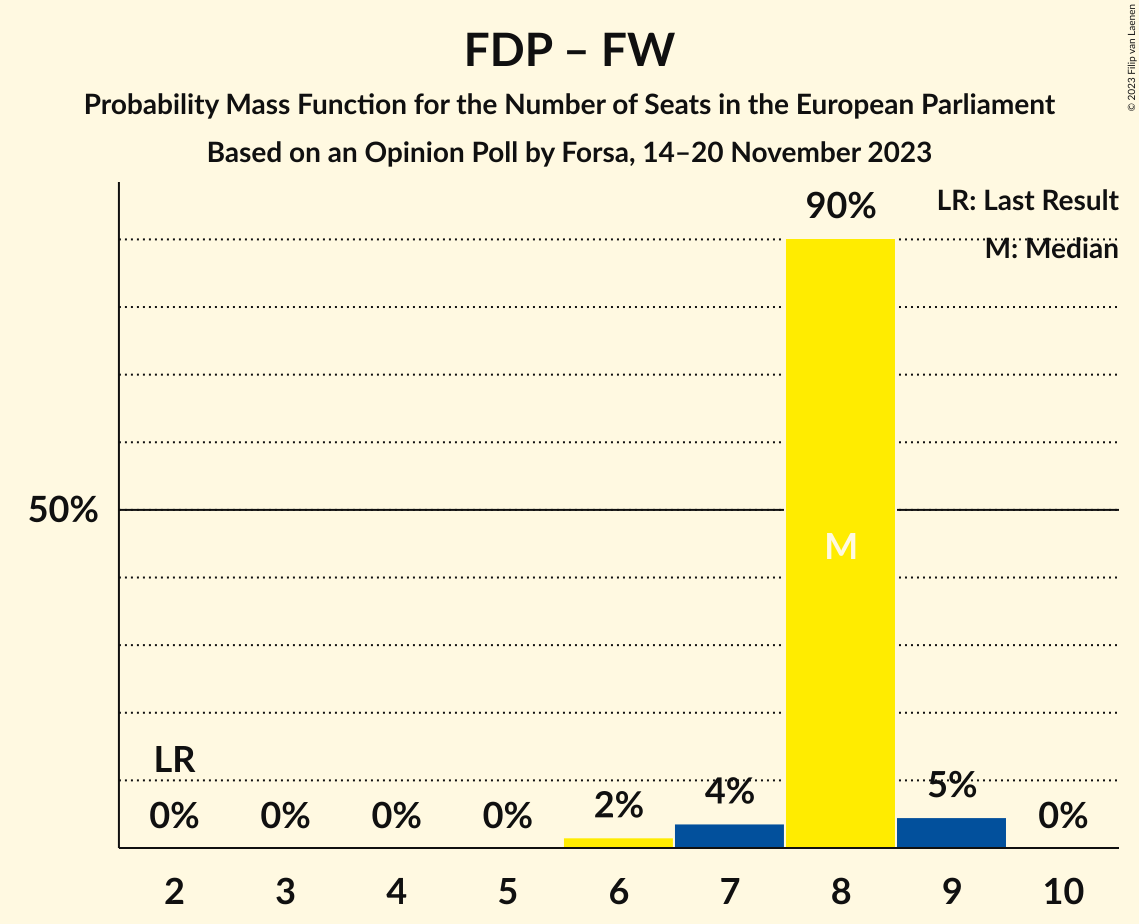 FDP – FW
Probability Mass Function for the Number of Seats in the European Parliament
Based on an Opinion Poll by Forsa, 14–20 November 2023
© 2023 Filip van Laenen
LR: Last Result
M: Median
90%
50%
M
LR
0% 0% 0% 0% 2% 4% 5% 0%
2 3 4 5 6 7 8 9 10